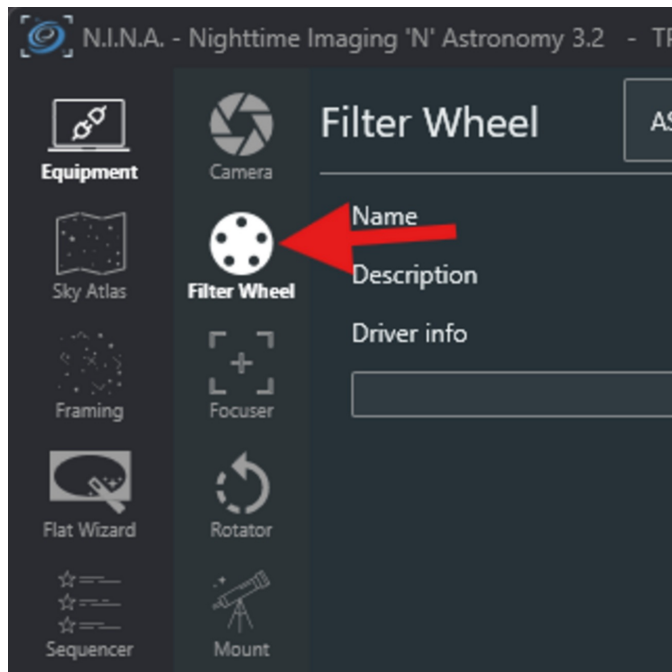 N.I.N.A. - Nighttime Imaging 'N' Astronomy 3.2 -
Equipment
Sky Atlas
Framing
Flat Wizard
Sequencer
Camera
Filter Wheel
Focuser
Rotator
Mount
Filter Wheel
Name
Description
Driver info